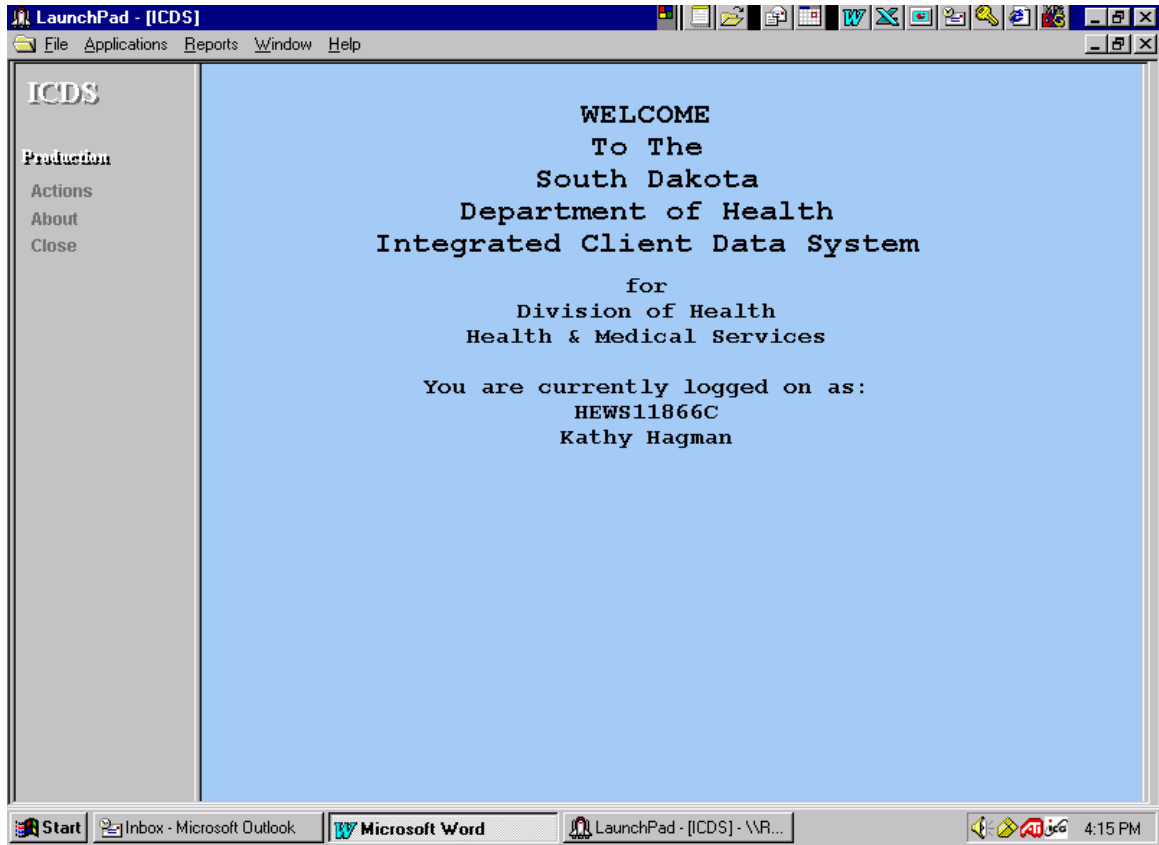 LaunchPad - [ICDS]
File Applications Reports Window Help
ICDS
Production
Actions
About
Close
WELCOME
To The
South Dakota
Department of Health
Integrated Client Data System
for
Division of Health
Health & Medical Services
You are currently logged on as:
HEWS11866C
Kathy Hagman
Start Inbox - Microsoft Outlook Microsoft Word LaunchPad - [ICDS] - \\R... 4:15 PM